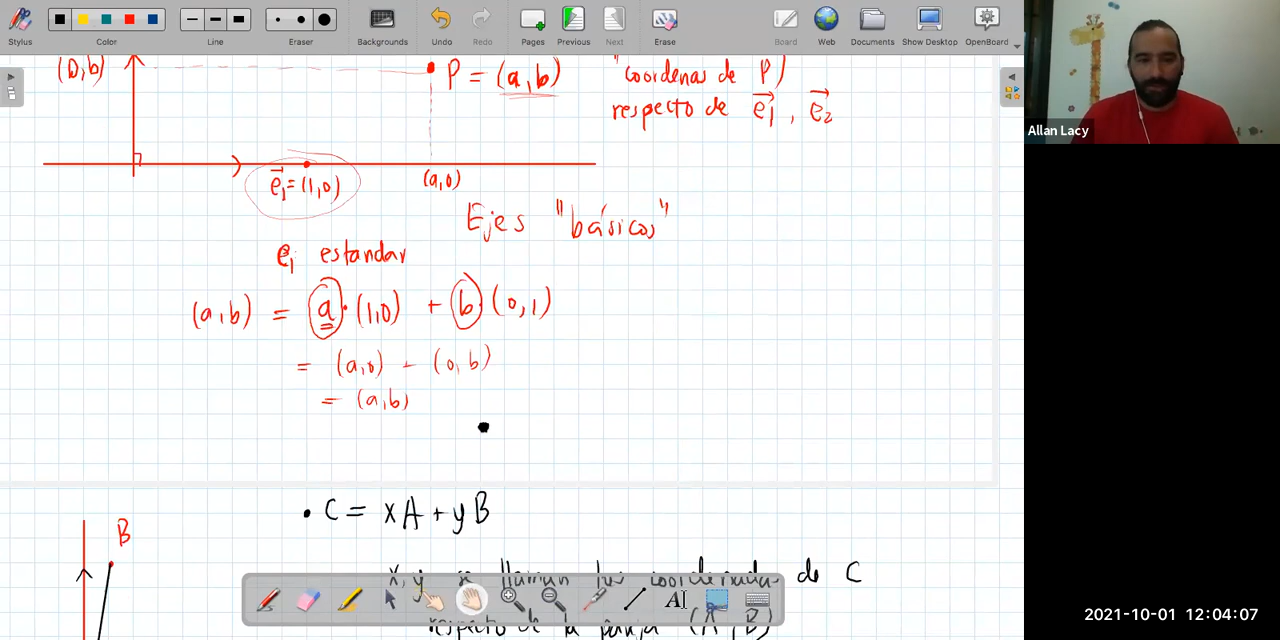 Stylus Color Line Eraser Backgrounds Undo Redo Pages Previous Next Erase Board Web Documents Show Desktop OpenBoard
(0,b)
P = (a,b)
"coordenas de P)
respecto de e₁⃗ , e₂⃗
Allan Lacy
e₁⃗ = (1,0)
(a,0)
Ejes "básicos"
e₁ estandar
(a,b) = a·(1,0) + b·(0,1)
= (a,0) + (0,b)
= (a,b)
• C = xA + yB
B
x, y se llaman las coordenadas de C
respecto de la pareja (A, B)
2021-10-01 12:04:07